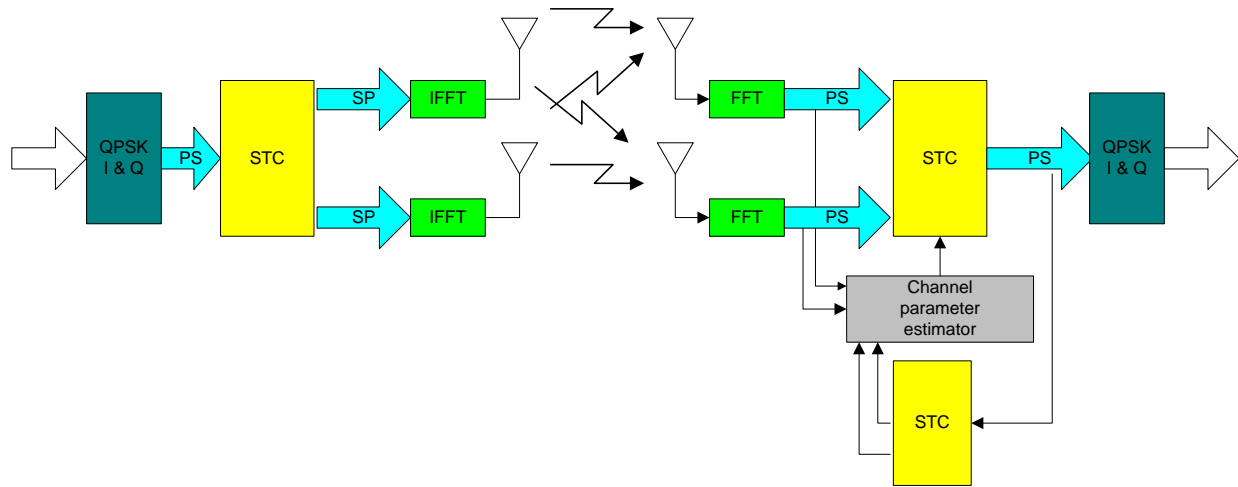 QPSK
I & Q
PS
STC
SP
IFFT
SP
IFFT
FFT
PS
FFT
PS
STC
PS
QPSK
I & Q
Channel
parameter
estimator
STC